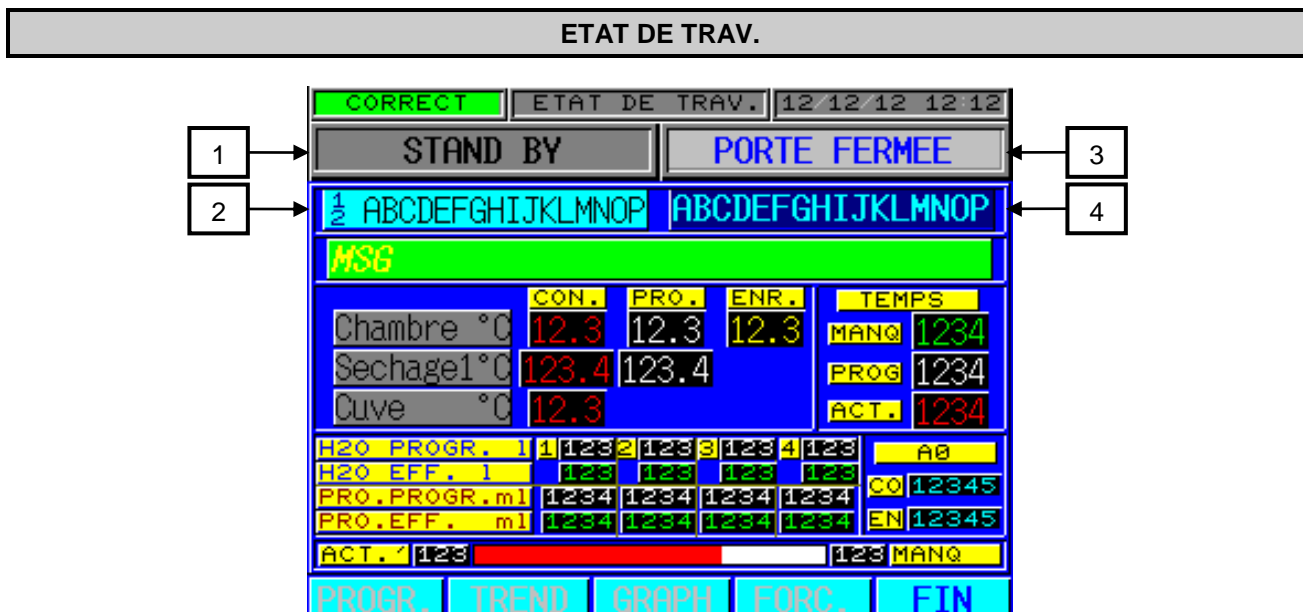 ETAT DE TRAV.
CORRECT ETAT DE TRAV. 12/12/12 12:12
1 STAND BY PORTE FERMEE 3
2 1/2 ABCDEFGHIJKLMNOP ABCDEFGHIJKLMNOP 4
MSG
CON. PRO. ENR. TEMPS
Chambre °C 12.3 12.3 12.3 MANQ 1234
Sechage1°C 123.4 123.4 PROG 1234
Cuve °C 12.3 ACT. 1234
H2O PROGR. l 1 123 2 123 3 123 4 123 A0
H2O EFF. l 123 123 123 123 CO 12345
PRO.PROGR.ml 1234 1234 1234 1234
PRO.EFF. ml 1234 1234 1234 1234 EN 12345
ACT.' 123 123 MANQ
PROGR. TREND GRAPH FORC. FIN